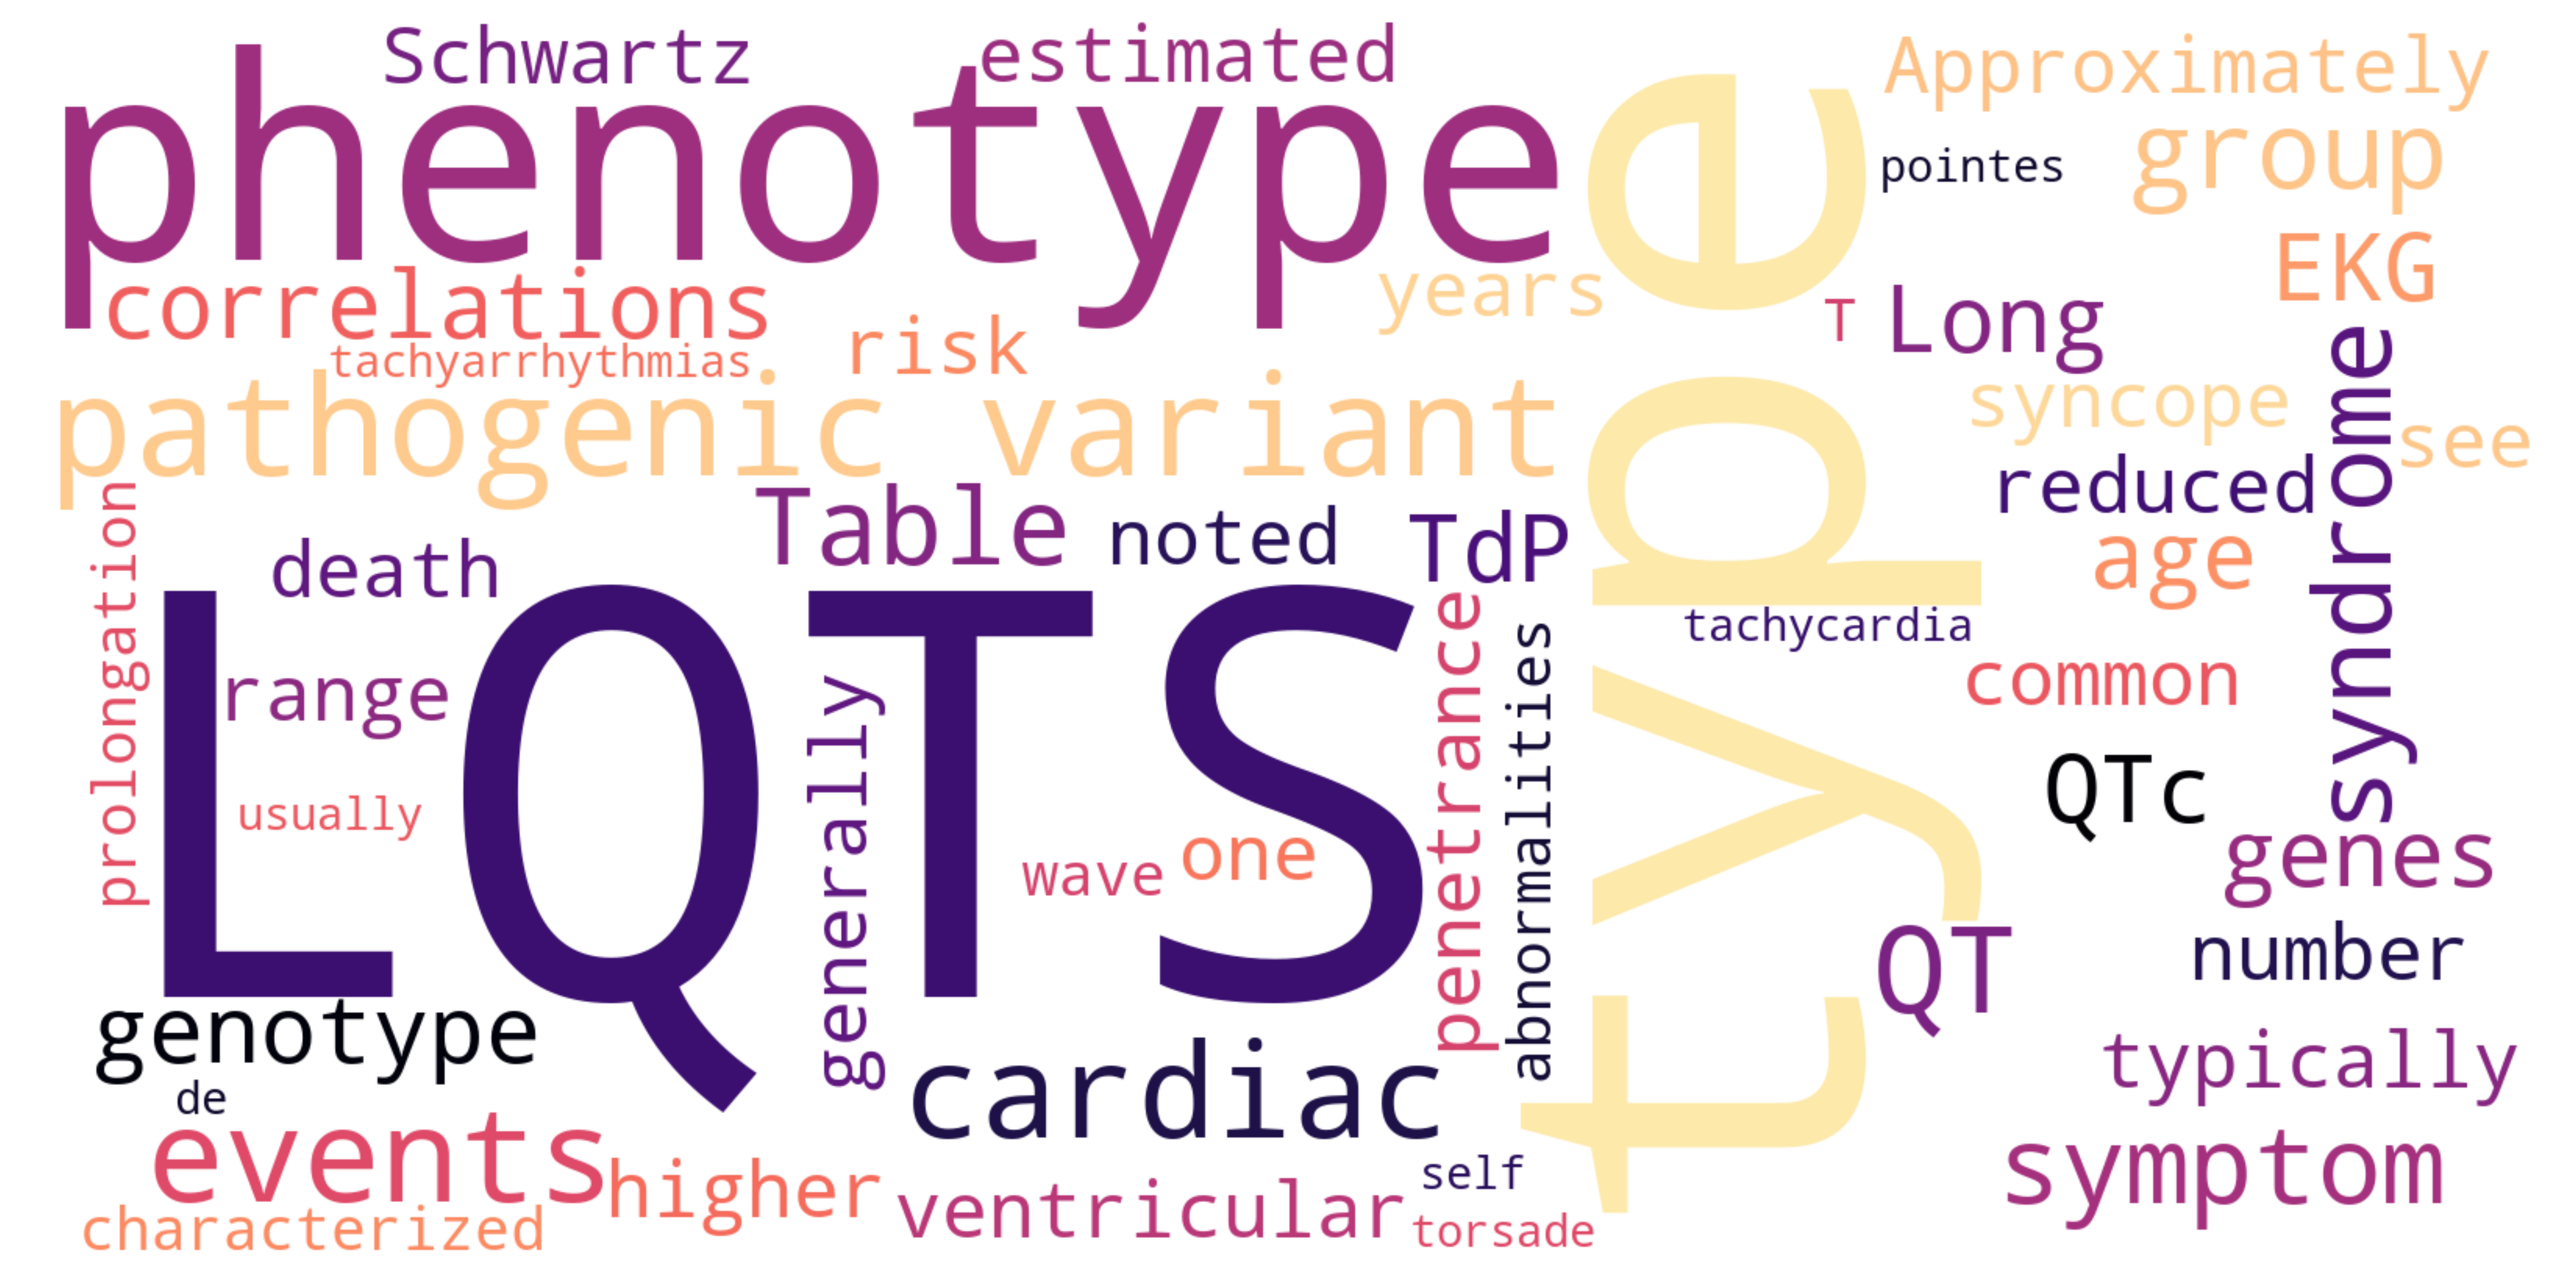 Schwartz
estimated
Approximately
phenotype
type
pointes
group
EKG
correlations
years
T
Long
tachyarrhythmias
risk
syncope
syndrome
see
pathogenic variant
reduced
prolongation
Table
noted
TdP
age
death
LQTS
penetrance
abnormalities
tachycardia
common
range
generally
QTc
usually
wave
one
genes
QT
number
genotype
cardiac
typically
de
events
higher
ventricular
self
symptom
characterized
torsade